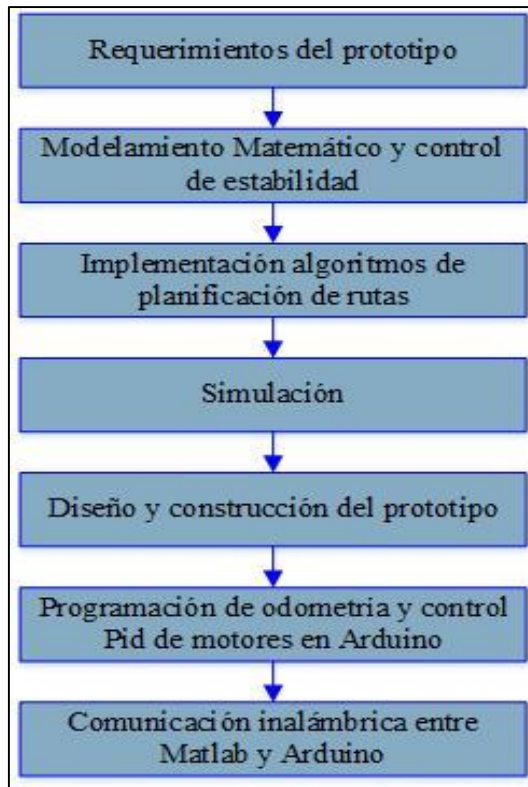 Requerimientos del prototipo
Modelamiento Matemático y control
de estabilidad
Implementación algoritmos de
planificación de rutas
Simulación
Diseño y construcción del prototipo
Programación de odometría y control
Pid de motores en Arduino
Comunicación inalámbrica entre
Matlab y Arduino